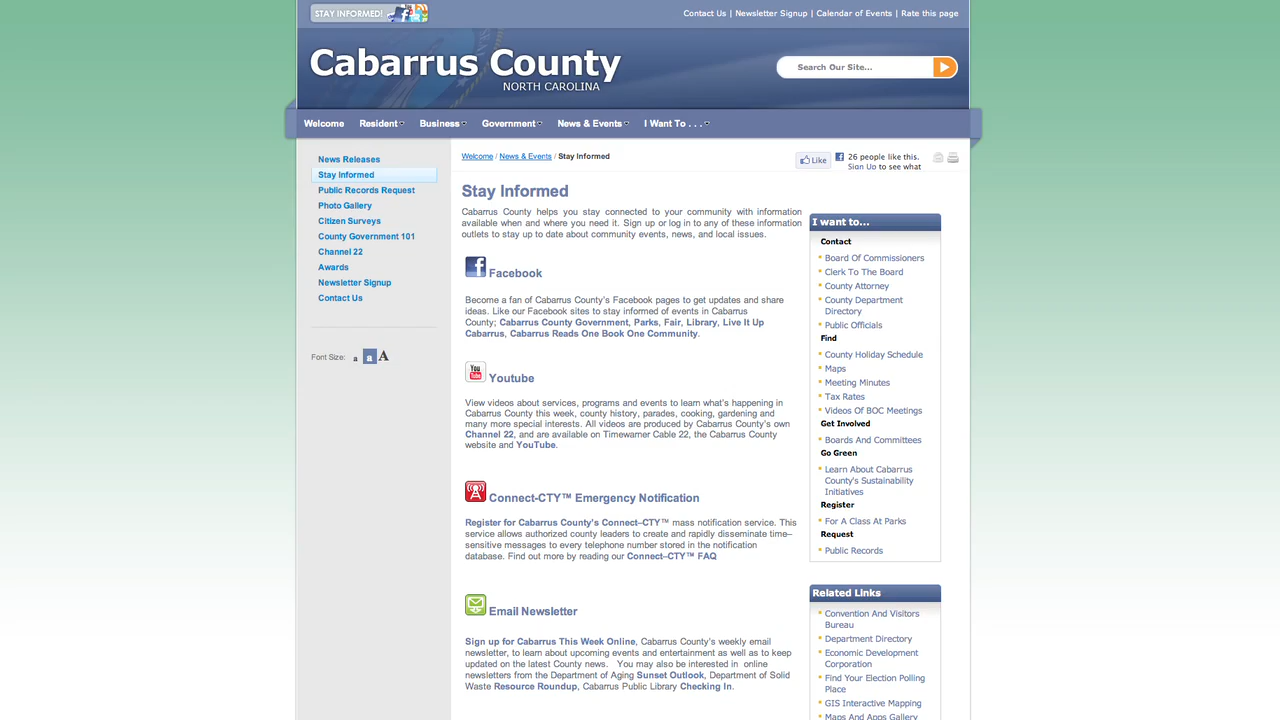 STAY INFORMED!
Contact Us | Newsletter Signup | Calendar of Events | Rate this page
Cabarrus County
NORTH CAROLINA
Search Our Site...
Welcome Resident Business Government News & Events I Want To . . .
News Releases
Stay Informed
Public Records Request
Photo Gallery
Citizen Surveys
County Government 101
Channel 22
Awards
Newsletter Signup
Contact Us
Font Size: a a A
Welcome / News & Events / Stay Informed
Like
26 people like this.
Sign Up to see what
Stay Informed
Cabarrus County helps you stay connected to your community with information
available when and where you need it. Sign up or log in to any of these information
outlets to stay up to date about community events, news, and local issues.
Facebook
Become a fan of Cabarrus County's Facebook pages to get updates and share
ideas. Like our Facebook sites to stay informed of events in Cabarrus
County; Cabarrus County Government, Parks, Fair, Library, Live It Up
Cabarrus, Cabarrus Reads One Book One Community.
You
Tube
Youtube
View videos about services, programs and events to learn what's happening in
Cabarrus County this week, county history, parades, cooking, gardening and
many more special interests. All videos are produced by Cabarrus County's own
Channel 22, and are available on Timewarner Cable 22, the Cabarrus County
website and YouTube.
Connect-CTY™ Emergency Notification
Register for Cabarrus County's Connect–CTY™ mass notification service. This
service allows authorized county leaders to create and rapidly disseminate time–
sensitive messages to every telephone number stored in the notification
database. Find out more by reading our Connect–CTY™ FAQ
Email Newsletter
Sign up for Cabarrus This Week Online, Cabarrus County's weekly email
newsletter, to learn about upcoming events and entertainment as well as to keep
updated on the latest County news. You may also be interested in online
newsletters from the Department of Aging Sunset Outlook, Department of Solid
Waste Resource Roundup, Cabarrus Public Library Checking In.
I want to...
Contact
Board Of Commissioners
Clerk To The Board
County Attorney
County Department
Directory
Public Officials
Find
County Holiday Schedule
Maps
Meeting Minutes
Tax Rates
Videos Of BOC Meetings
Get Involved
Boards And Committees
Go Green
Learn About Cabarrus
County's Sustainability
Initiatives
Register
For A Class At Parks
Request
Public Records
Related Links
Convention And Visitors
Bureau
Department Directory
Economic Development
Corporation
Find Your Election Polling
Place
GIS Interactive Mapping
Maps And Apps Gallery